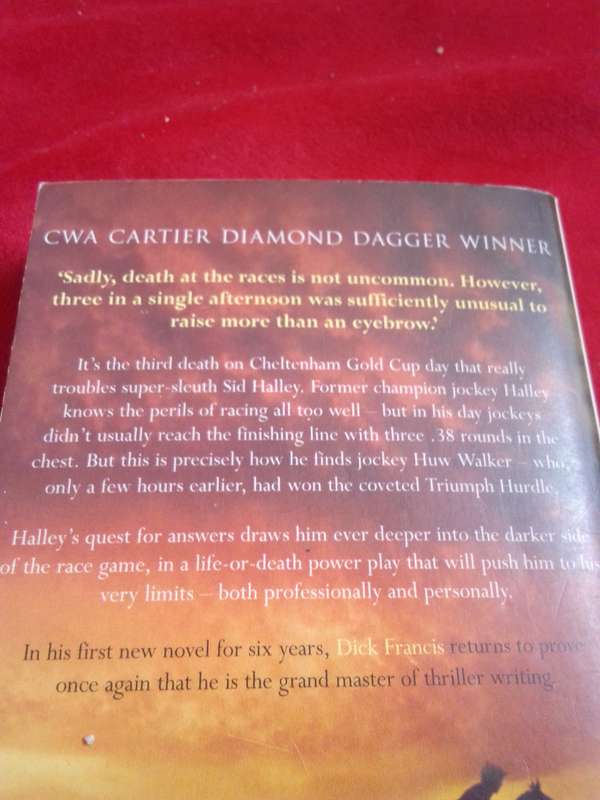 CWA CARTIER DIAMOND DAGGER WINNER
‘Sadly, death at the races is not uncommon. However,
three in a single afternoon was sufficiently unusual to
raise more than an eyebrow.’
It’s the third death on Cheltenham Gold Cup day that really
troubles super-sleuth Sid Halley. Former champion jockey Halley
knows the perils of racing all too well – but in his day jockeys
didn’t usually reach the finishing line with three .38 rounds in the
chest. But this is precisely how he finds jockey Huw Walker – who,
only a few hours earlier, had won the coveted Triumph Hurdle.
Halley’s quest for answers draws him ever deeper into the darker side
of the race game, in a life-or-death power play that will push him to his
very limits – both professionally and personally.
In his first new novel for six years, Dick Francis returns to prove
once again that he is the grand master of thriller writing.